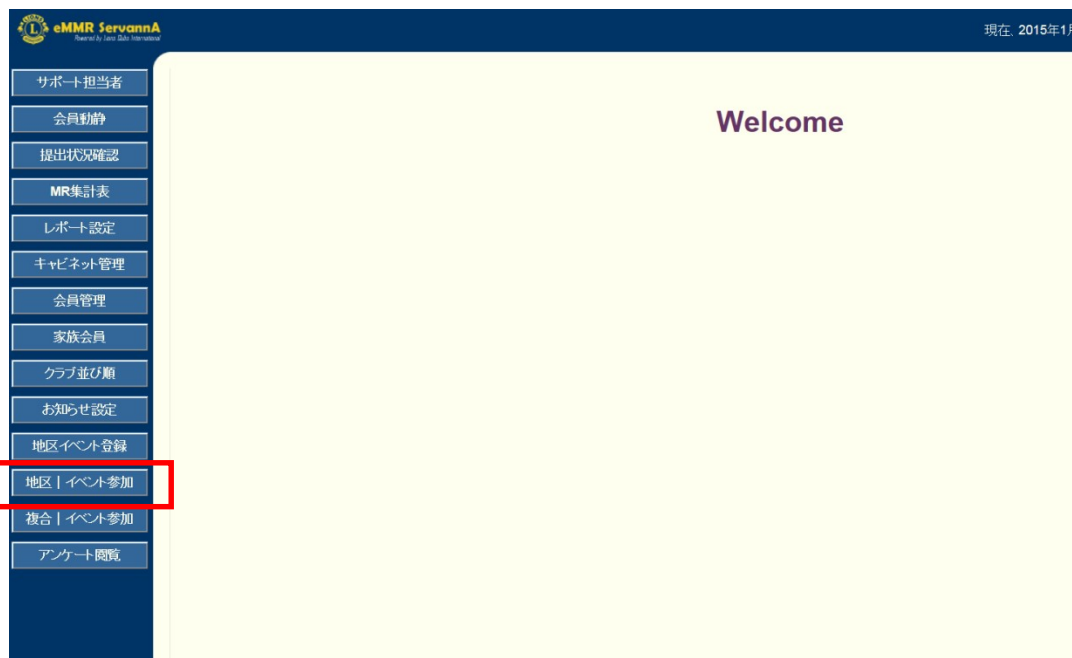 eMMR ServannA
現在、2015年1月
サポート担当者
会員動静
提出状況確認
MR集計表
レポート設定
キャビネット管理
会員管理
家族会員
クラブ並び順
お知らせ設定
地区イベント登録
地区 | イベント参加
複合 | イベント参加
アンケート閲覧
Welcome